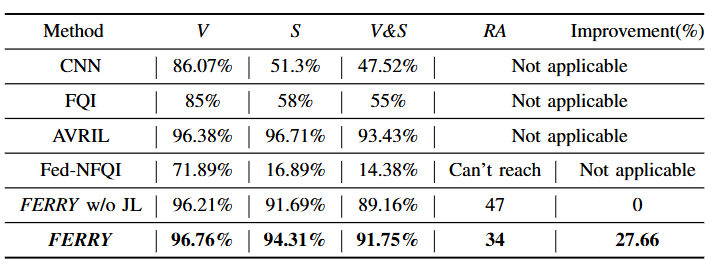 Method V S V&S RA Improvement(%)
CNN 86.07% 51.3% 47.52% Not applicable
FQI 85% 58% 55% Not applicable
AVRIL 96.38% 96.71% 93.43% Not applicable
Fed-NFQI 71.89% 16.89% 14.38% Can't reach Not applicable
FERRY w/o JL 96.21% 91.69% 89.16% 47 0
FERRY 96.76% 94.31% 91.75% 34 27.66